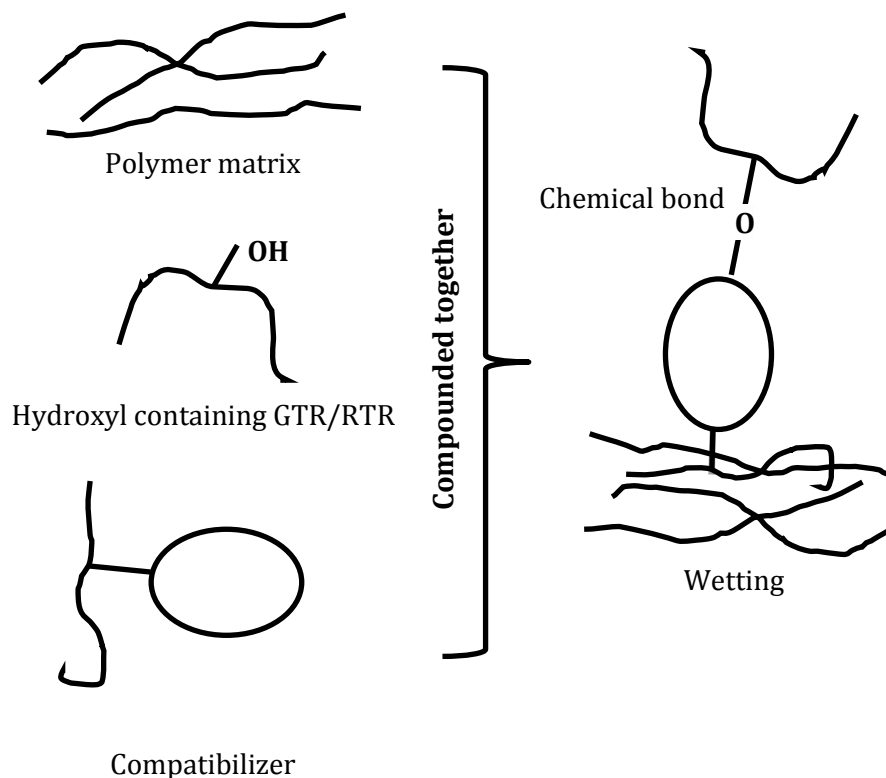 Polymer matrix
OH
Hydroxyl containing GTR/RTR
Compatibilizer
Compounded together
Chemical bond
O
Wetting